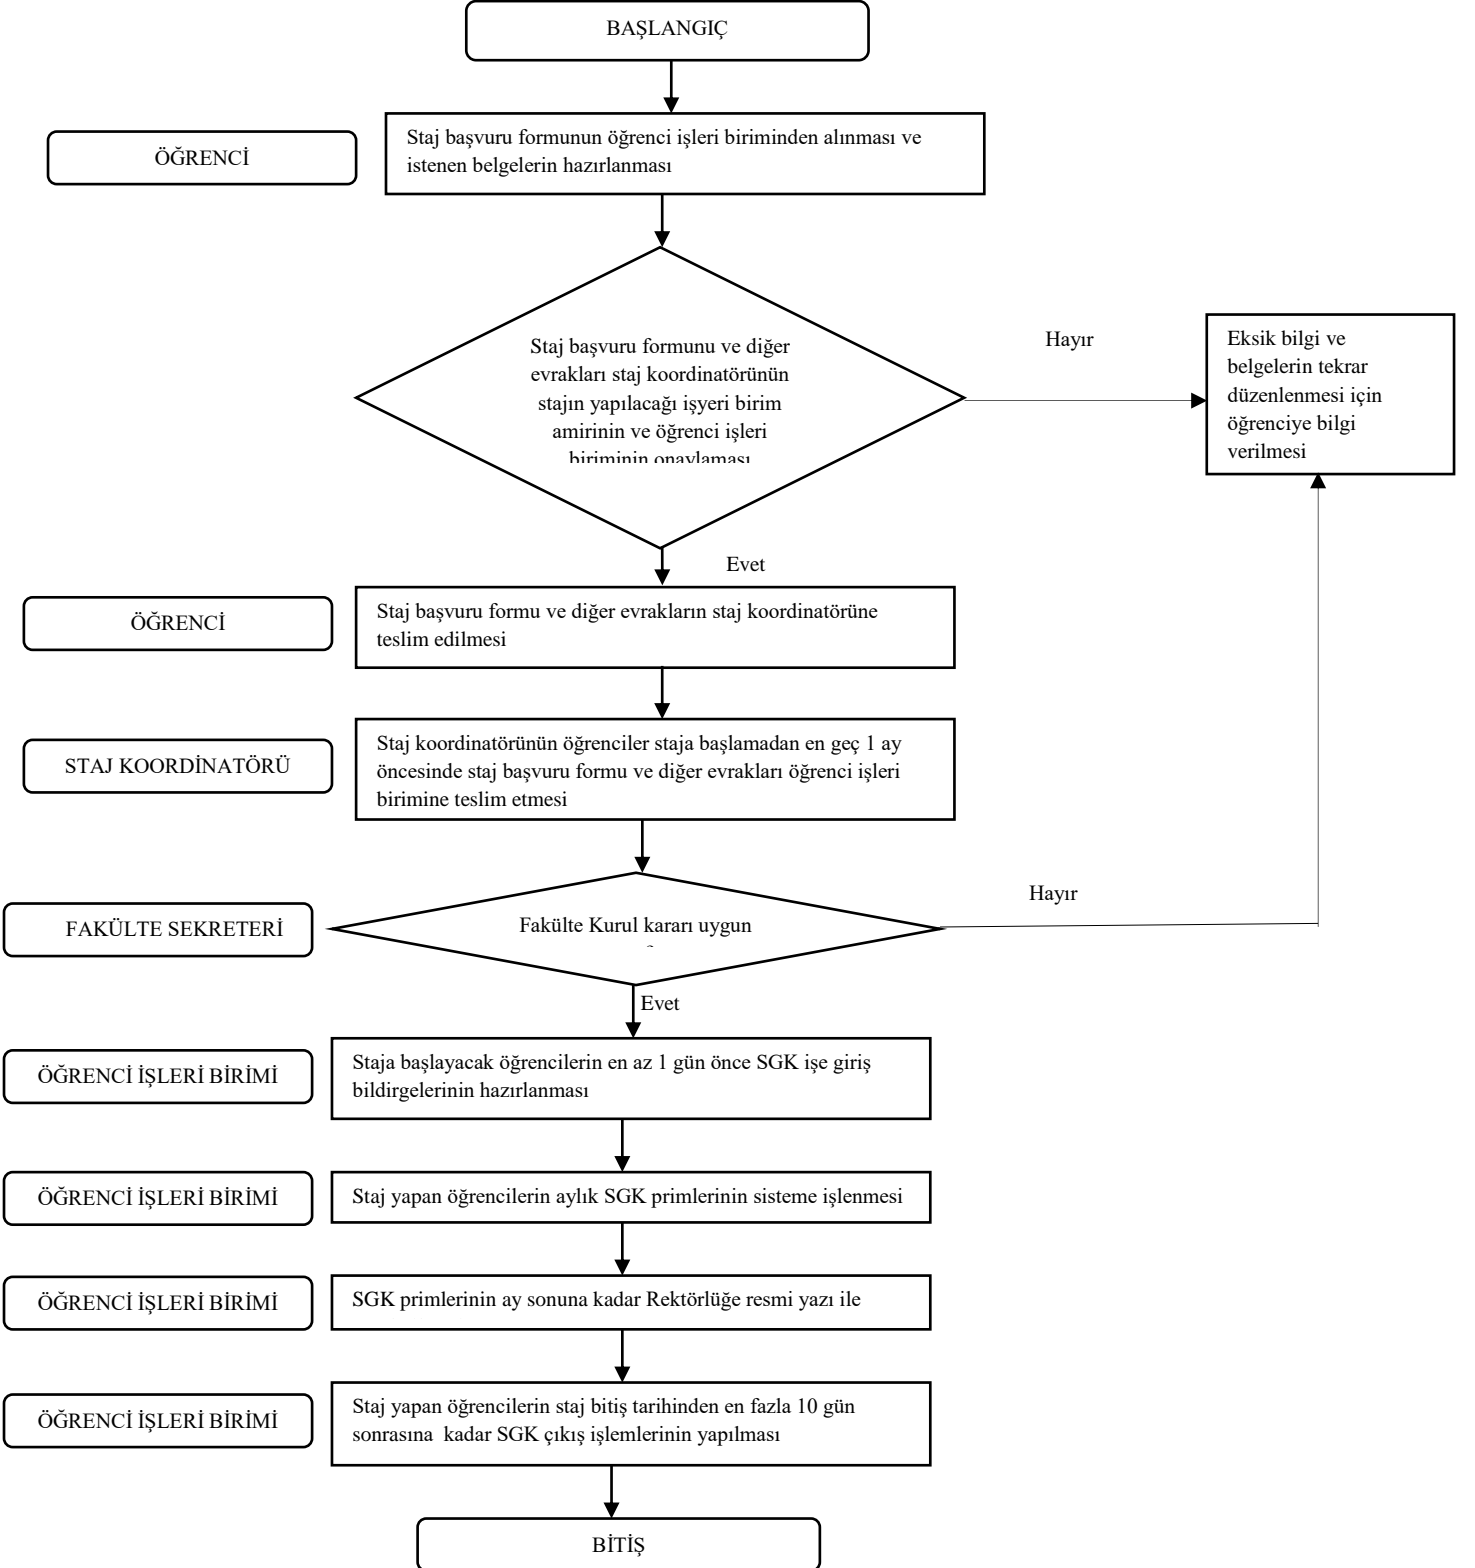 BAŞLANGIÇ
ÖĞRENCİ
Staj başvuru formunun öğrenci işleri biriminden alınması ve
istenen belgelerin hazırlanması
Staj başvuru formunu ve diğer
evrakları staj koordinatörünün
stajın yapılacağı işyeri birim
amirinin ve öğrenci işleri
biriminin onaylaması
Hayır
Eksik bilgi ve
belgelerin tekrar
düzenlenmesi için
öğrenciye bilgi
verilmesi
Evet
ÖĞRENCİ
Staj başvuru formu ve diğer evrakların staj koordinatörüne
teslim edilmesi
STAJ KOORDİNATÖRÜ
Staj koordinatörünün öğrenciler staja başlamadan en geç 1 ay
öncesinde staj başvuru formu ve diğer evrakları öğrenci işleri
birimine teslim etmesi
FAKÜLTE SEKRETERİ
Fakülte Kurul kararı uygun
Hayır
Evet
ÖĞRENCİ İŞLERİ BİRİMİ
Staja başlayacak öğrencilerin en az 1 gün önce SGK işe giriş
bildirgelerinin hazırlanması
ÖĞRENCİ İŞLERİ BİRİMİ
Staj yapan öğrencilerin aylık SGK primlerinin sisteme işlenmesi
ÖĞRENCİ İŞLERİ BİRİMİ
SGK primlerinin ay sonuna kadar Rektörlüğe resmi yazı ile
ÖĞRENCİ İŞLERİ BİRİMİ
Staj yapan öğrencilerin staj bitiş tarihinden en fazla 10 gün
sonrasına kadar SGK çıkış işlemlerinin yapılması
BİTİŞ